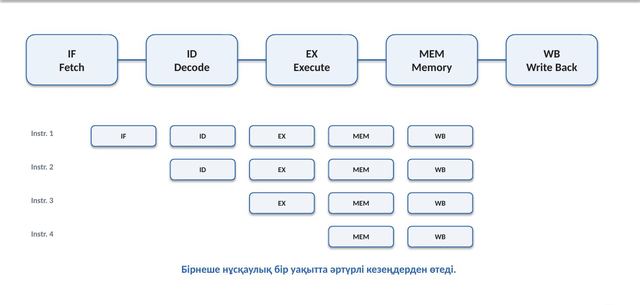 IF ID EX MEM WB
Fetch Decode Execute Memory Write Back
Instr. 1 IF ID EX MEM WB
Instr. 2 ID EX MEM WB
Instr. 3 EX MEM WB
Instr. 4 MEM WB
Бірнеше нұсқаулық бір уақытта әртүрлі кезеңдерден өтеді.